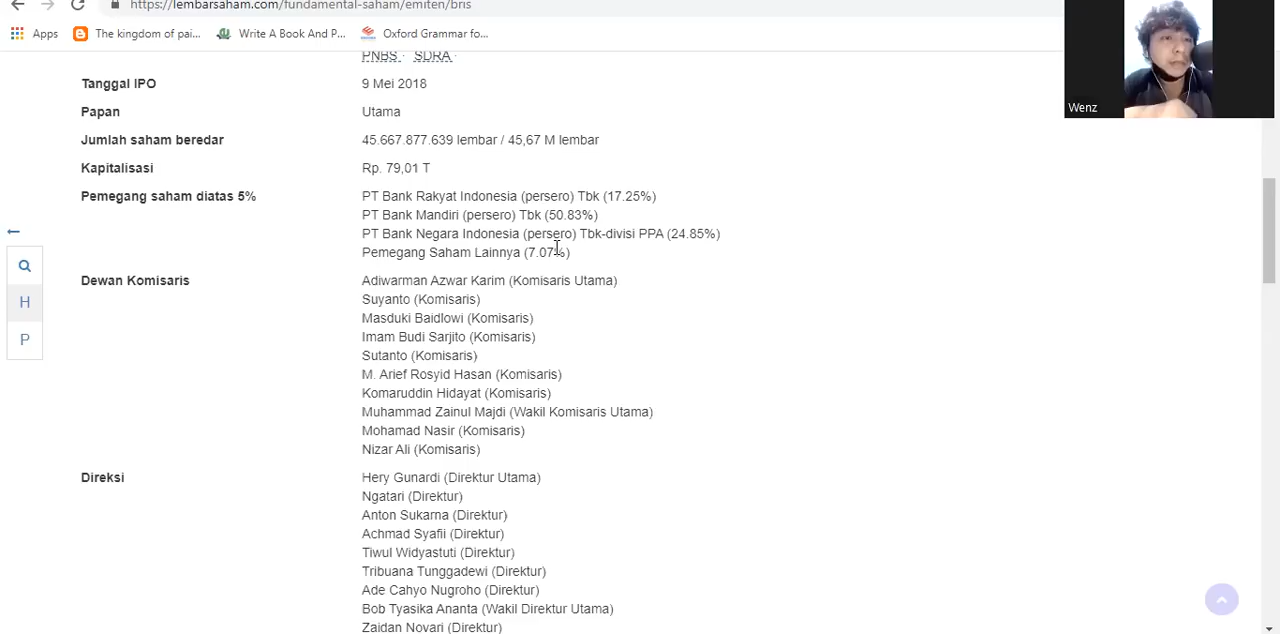 https://lembarsaham.com/fundamental-saham/emiten/bris
Apps The kingdom of pai... Write A Book And P... Oxford Grammar fo...
Wenz
PNBS SDRA
Tanggal IPO 9 Mei 2018
Papan Utama
Jumlah saham beredar 45.667.877.639 lembar / 45,67 M lembar
Kapitalisasi Rp. 79,01 T
Pemegang saham diatas 5% PT Bank Rakyat Indonesia (persero) Tbk (17.25%)
PT Bank Mandiri (persero) Tbk (50.83%)
PT Bank Negara Indonesia (persero) Tbk-divisi PPA (24.85%)
Pemegang Saham Lainnya (7.07%)
Dewan Komisaris Adiwarman Azwar Karim (Komisaris Utama)
Suyanto (Komisaris)
Masduki Baidlowi (Komisaris)
H Imam Budi Sarjito (Komisaris)
P Sutanto (Komisaris)
M. Arief Rosyid Hasan (Komisaris)
Komaruddin Hidayat (Komisaris)
Muhammad Zainul Majdi (Wakil Komisaris Utama)
Mohamad Nasir (Komisaris)
Nizar Ali (Komisaris)
Direksi Hery Gunardi (Direktur Utama)
Ngatari (Direktur)
Anton Sukarna (Direktur)
Achmad Syafii (Direktur)
Tiwul Widyastuti (Direktur)
Tribuana Tunggadewi (Direktur)
Ade Cahyo Nugroho (Direktur)
Bob Tyasika Ananta (Wakil Direktur Utama)
Zaidan Novari (Direktur)